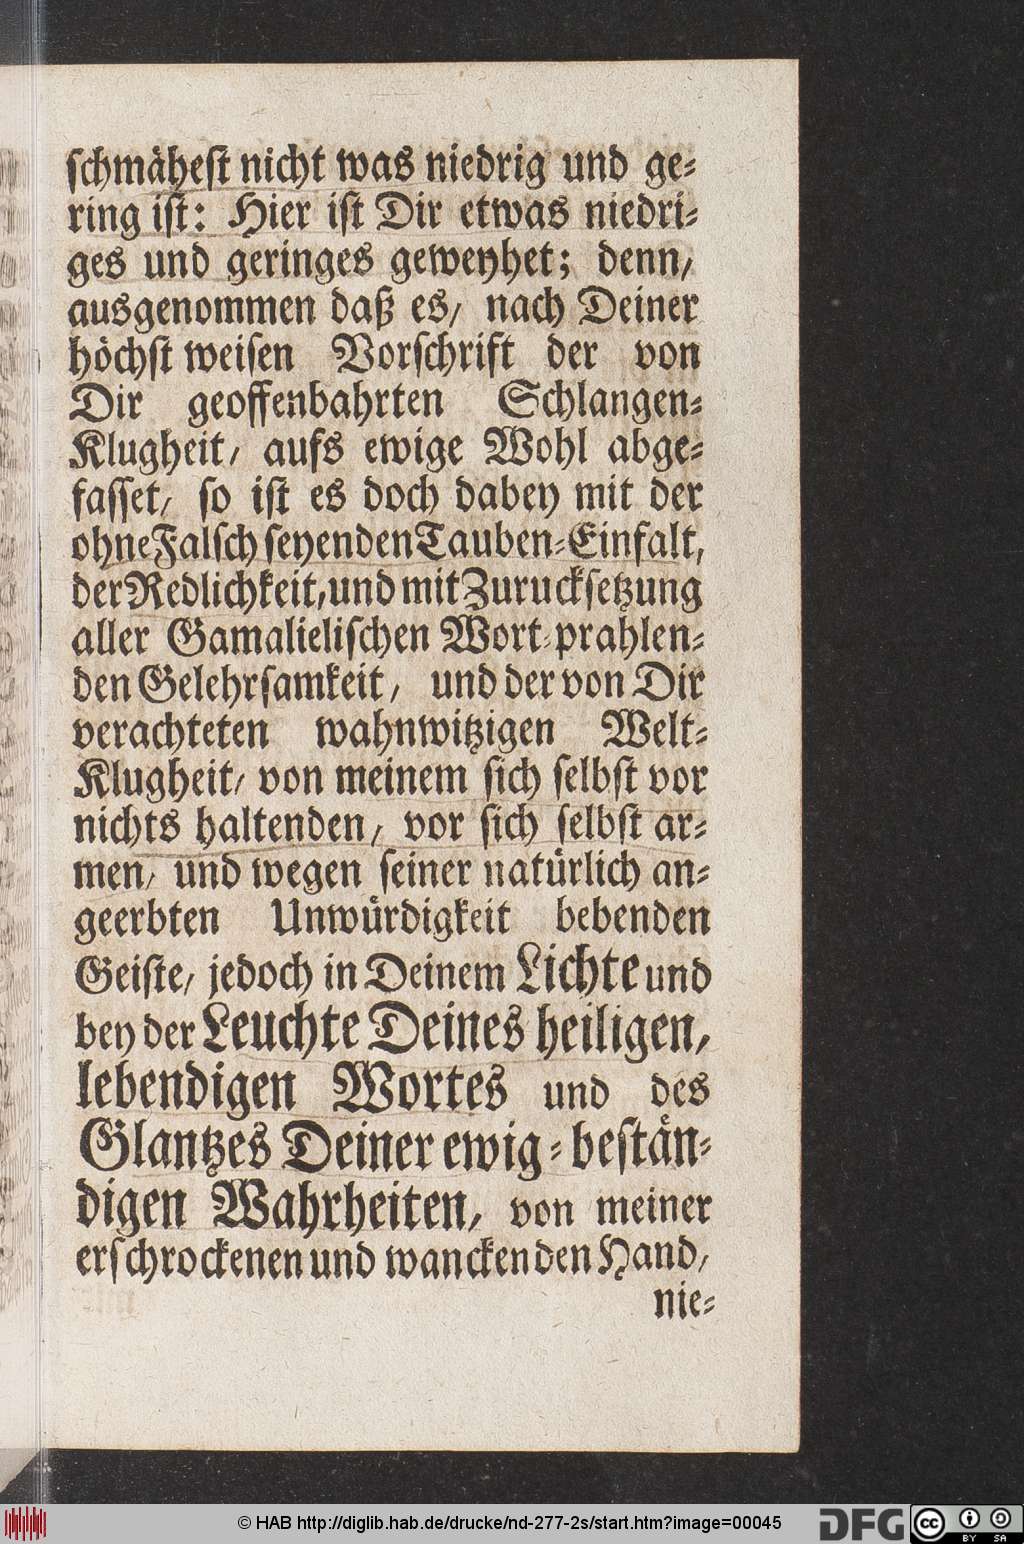 schmähest nicht was niedrig und ge-
ring ist: Hier ist Dir etwas niedri-
ges und geringes geweyhet; denn/
ausgenommen daß es/ nach Deiner
höchst weisen Vorschrift der von
Dir geoffenbahrten Schlangen-
Klugheit/ aufs ewige Wohl abge-
fasset/ so ist es doch dabey mit der
ohne Falsch seyenden Tauben-Einfalt,
der Redlichkeit, und mit Zurucksetzung
aller Gamalielischen Wort-prahlen-
den Gelehrsamkeit/ und der von Dir
verachteten wahnwitzigen Welt-
Klugheit/ von meinem sich selbst vor
nichts haltenden/ vor sich selbst ar-
men/ und wegen seiner natürlich an-
geerbten Unwürdigkeit bebenden
Geiste/ jedoch in Deinem Lichte und
bey der Leuchte Deines heiligen/
lebendigen Wortes und des
Glantzes Deiner ewig-bestän-
digen Wahrheiten/ von meiner
erschrockenen und wanckenden Hand/
nie-
© HAB http://diglib.hab.de/drucke/nd-277-2s/start.htm?image=00045
DFG
cc
BY SA